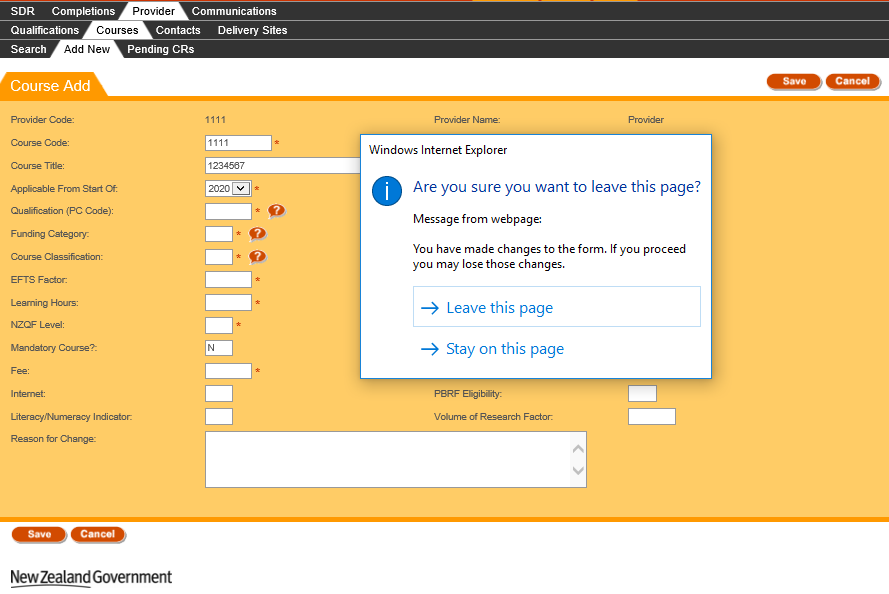 SDR Completions Provider Communications
Qualifications Courses Contacts Delivery Sites
Search Add New Pending CRs
Course Add
Save Cancel
Provider Code: 1111 Provider Name: Provider
Course Code: 1111 *
Course Title: 1234567
Applicable From Start Of: 2020 *
Qualification (PC Code): * ?
Funding Category: * ?
Course Classification: * ?
EFTS Factor: *
Learning Hours: *
NZQF Level: *
Mandatory Course?: N
Fee: *
Internet: PBRF Eligibility:
Literacy/Numeracy Indicator: Volume of Research Factor:
Reason for Change:
Windows Internet Explorer
i Are you sure you want to leave this page?
Message from webpage:
You have made changes to the form. If you proceed
you may lose those changes.
→ Leave this page
→ Stay on this page
Save Cancel
New Zealand Government